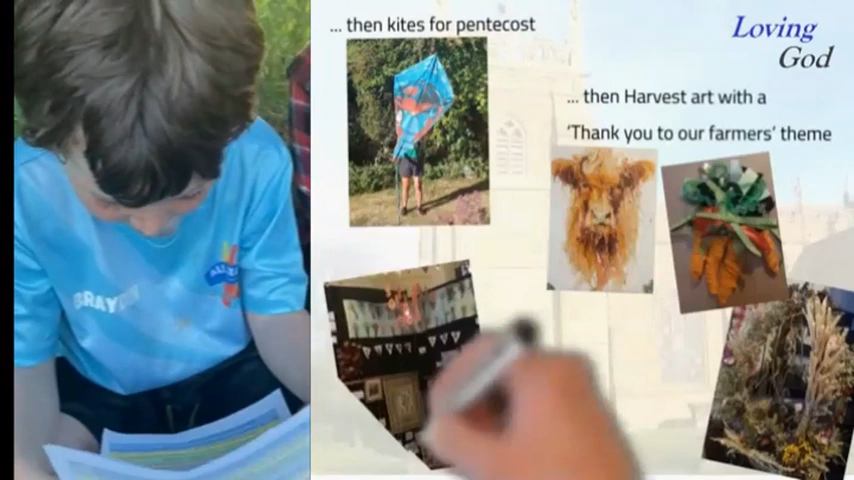 ... then kites for pentecost
Loving
God
... then Harvest art with a
'Thank you to our farmers' theme